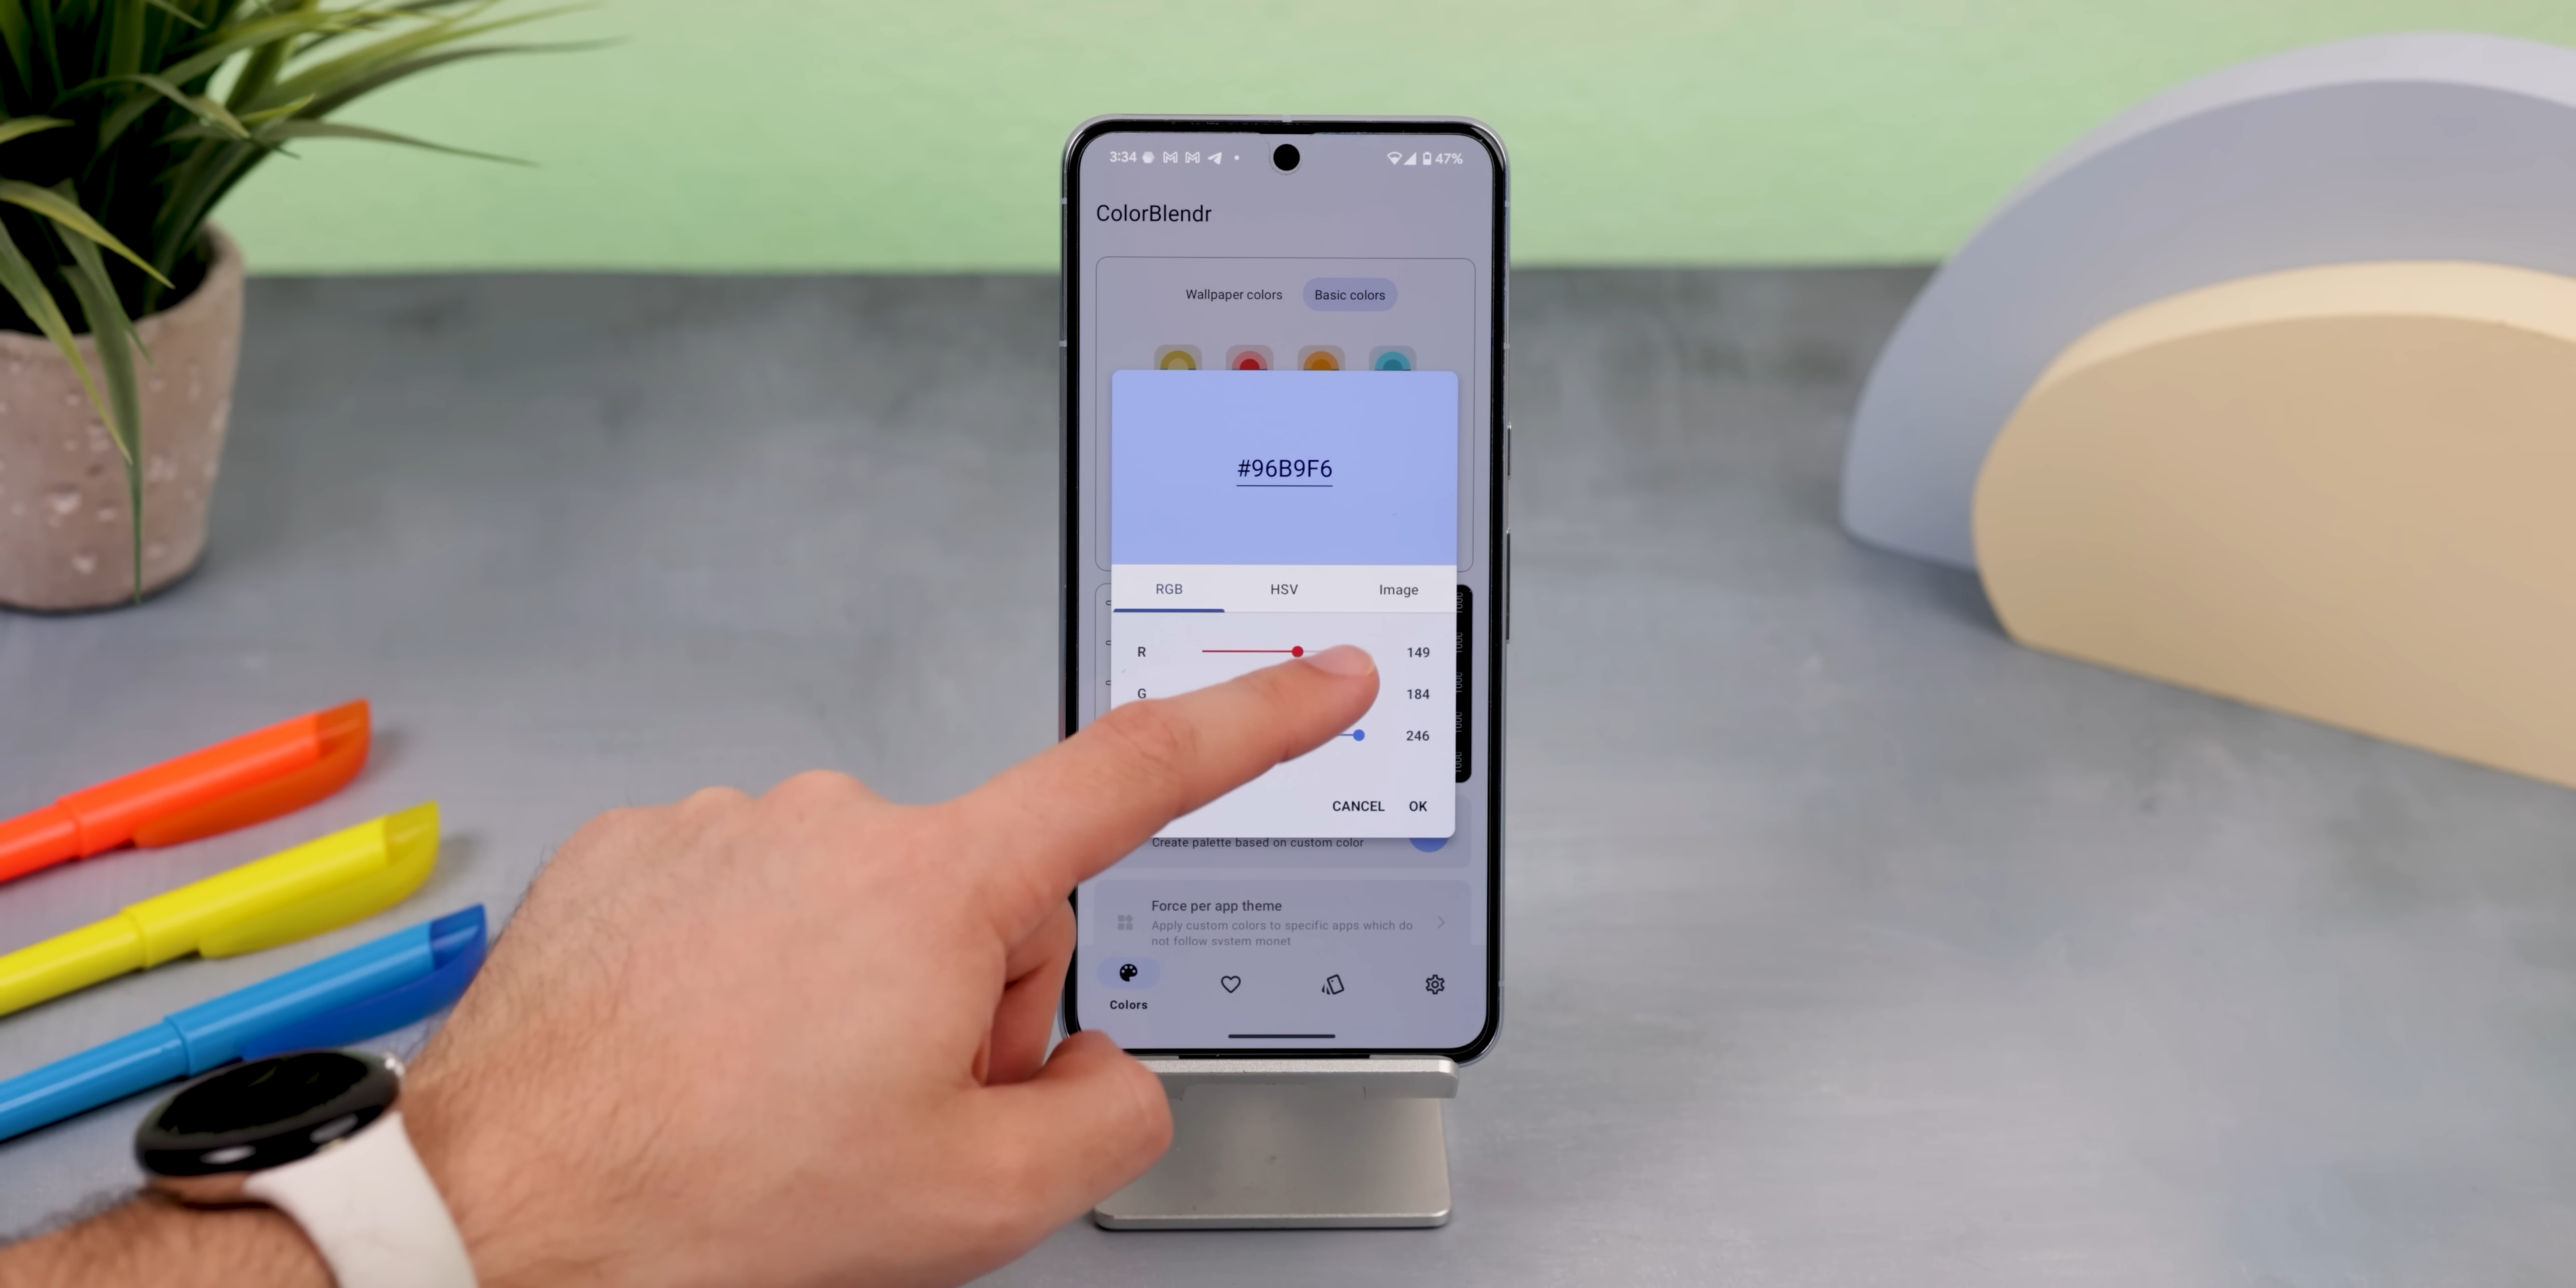 3:34
47%
ColorBlendr
Wallpaper colors
Basic colors
#96B9F6
RGB
HSV
Image
R
149
G
184
246
CANCEL
OK
Create palette based on custom color
Force per app theme
Apply custom colors to specific apps which do
not follow system monet
Colors